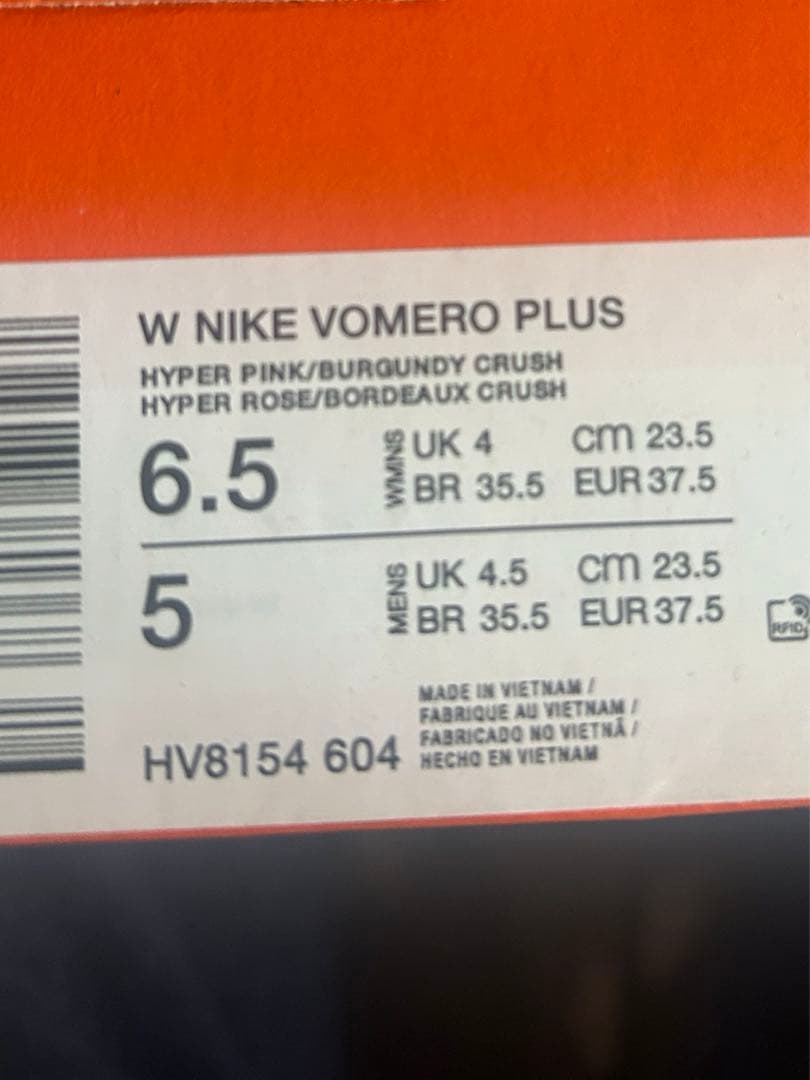 W NIKE VOMERO PLUS
HYPER PINK/BURGUNDY CRUSH
HYPER ROSE/BORDEAUX CRUSH
6.5 WMNS UK 4 cm 23.5
BR 35.5 EUR 37.5
5 MENS UK 4.5 cm 23.5
BR 35.5 EUR 37.5
RFID
MADE IN VIETNAM /
FABRIQUE AU VIETNAM /
FABRICADO NO VIETNÃ /
HECHO EN VIETNAM
HV8154 604